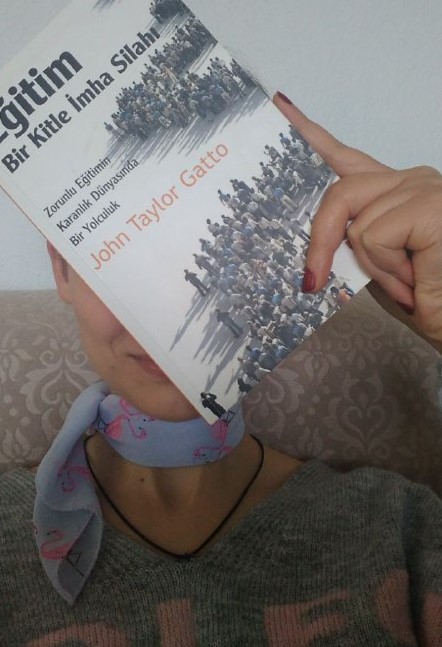 Eğitim
Bir Kitle İmha Silahı
Zorunlu Eğitimin
Karanlık Dünyasında
Bir Yolculuk
John Taylor Gatto